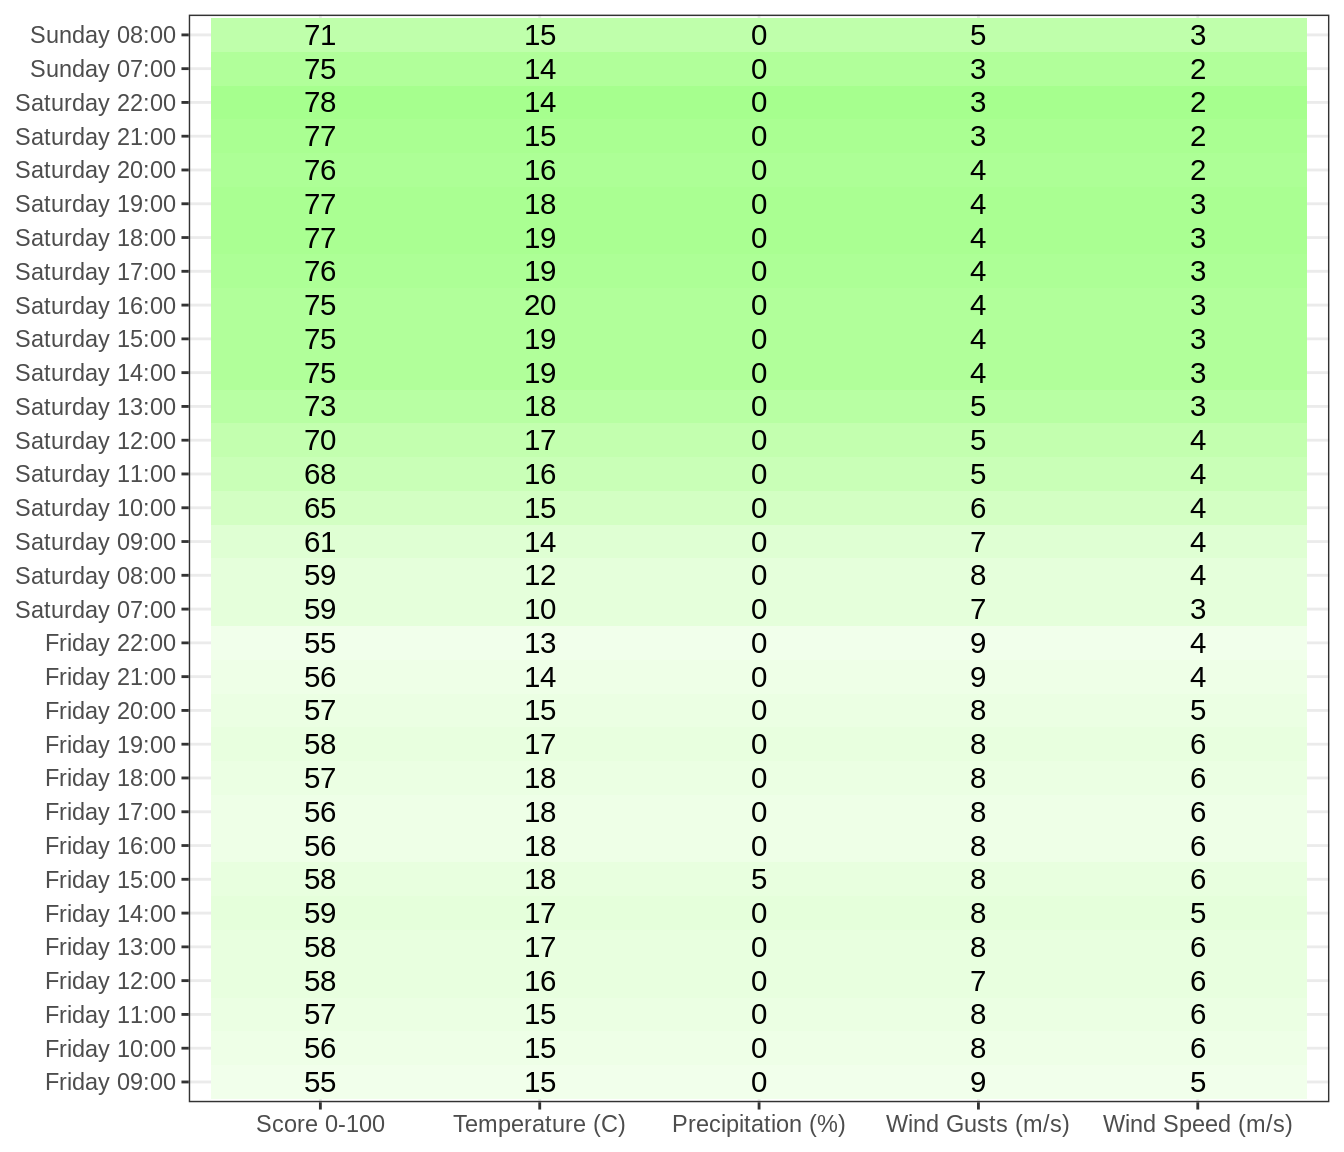 Sunday 08:00 71 15 0 5 3
Sunday 07:00 75 14 0 3 2
Saturday 22:00 78 14 0 3 2
Saturday 21:00 77 15 0 3 2
Saturday 20:00 76 16 0 4 2
Saturday 19:00 77 18 0 4 3
Saturday 18:00 77 19 0 4 3
Saturday 17:00 76 19 0 4 3
Saturday 16:00 75 20 0 4 3
Saturday 15:00 75 19 0 4 3
Saturday 14:00 75 19 0 4 3
Saturday 13:00 73 18 0 5 3
Saturday 12:00 70 17 0 5 4
Saturday 11:00 68 16 0 5 4
Saturday 10:00 65 15 0 6 4
Saturday 09:00 61 14 0 7 4
Saturday 08:00 59 12 0 8 4
Saturday 07:00 59 10 0 7 3
Friday 22:00 55 13 0 9 4
Friday 21:00 56 14 0 9 4
Friday 20:00 57 15 0 8 5
Friday 19:00 58 17 0 8 6
Friday 18:00 57 18 0 8 6
Friday 17:00 56 18 0 8 6
Friday 16:00 56 18 0 8 6
Friday 15:00 58 18 5 8 6
Friday 14:00 59 17 0 8 5
Friday 13:00 58 17 0 8 6
Friday 12:00 58 16 0 7 6
Friday 11:00 57 15 0 8 6
Friday 10:00 56 15 0 8 6
Friday 09:00 55 15 0 9 5
Score 0-100 Temperature (C) Precipitation (%) Wind Gusts (m/s) Wind Speed (m/s)